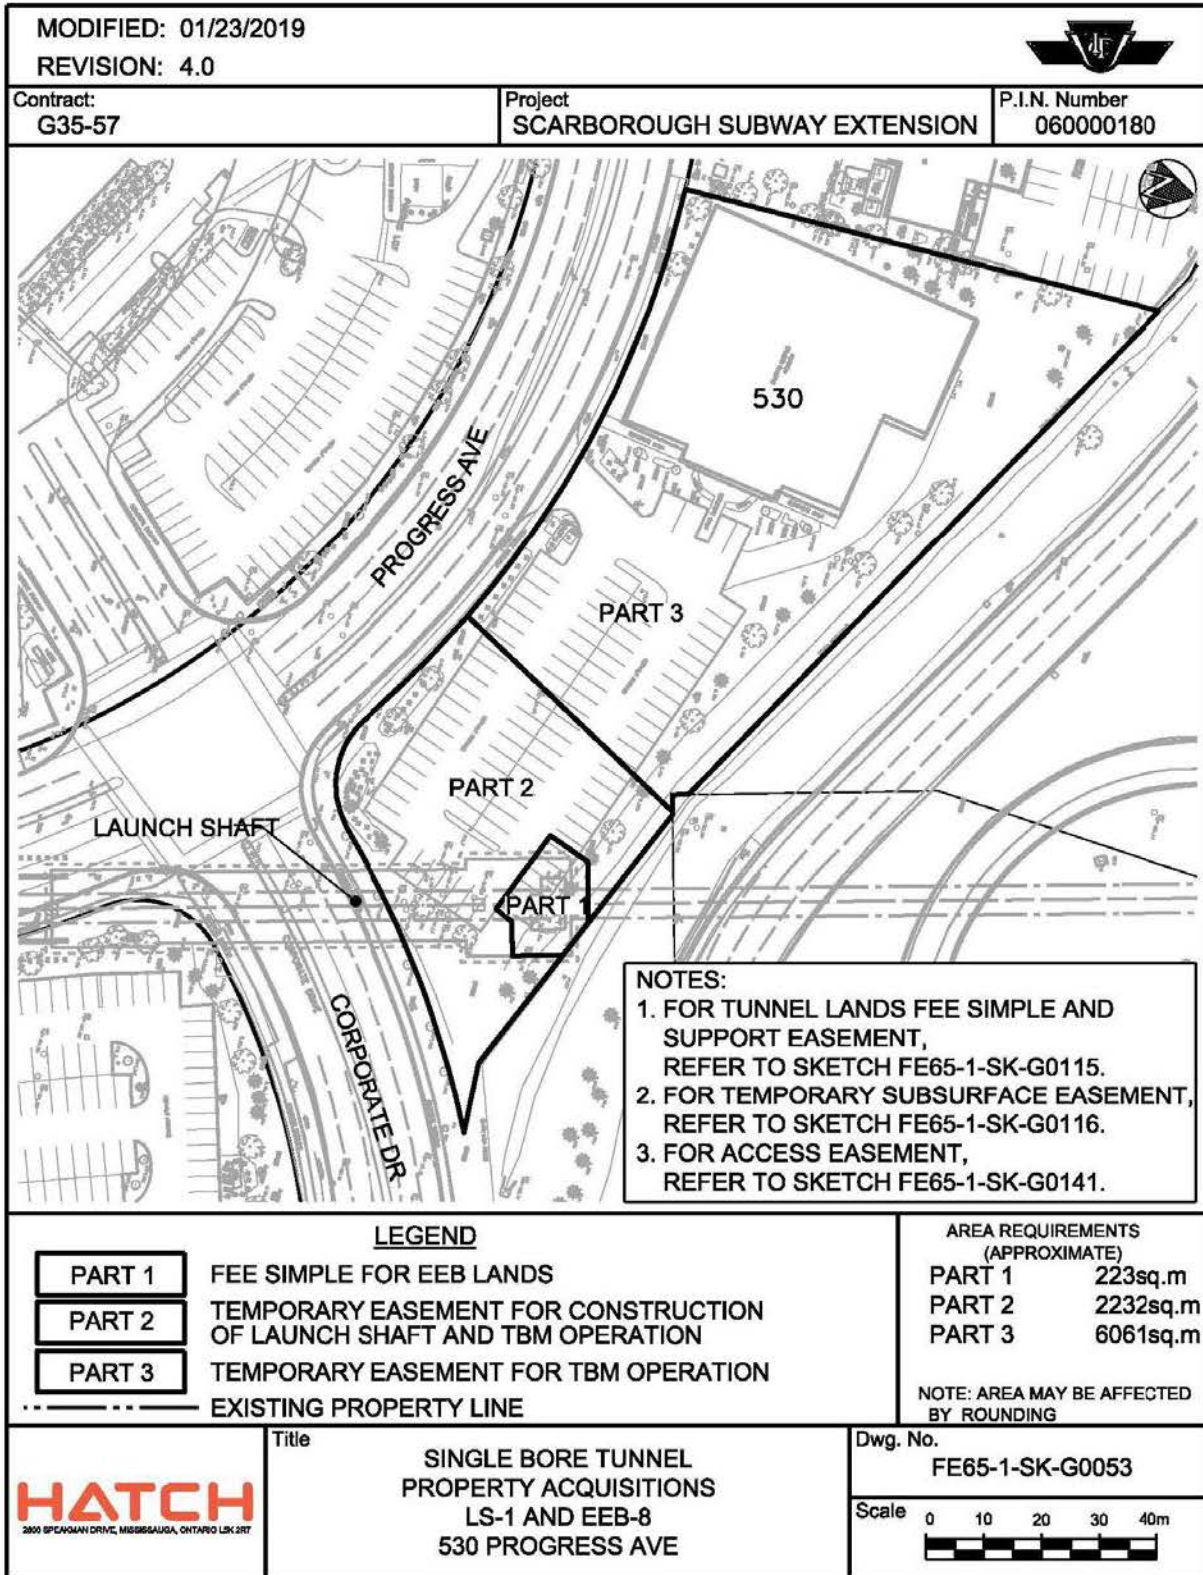 MODIFIED: 01/23/2019
REVISION: 4.0
Contract:
G35-57
Project
SCARBOROUGH SUBWAY EXTENSION
P.I.N. Number
060000180
530
PROGRESS AVE
PART 3
PART 2
LAUNCH SHAFT
PART 1
CORPORATE DR
NOTES:
1. FOR TUNNEL LANDS FEE SIMPLE AND
SUPPORT EASEMENT,
REFER TO SKETCH FE65-1-SK-G0115.
2. FOR TEMPORARY SUBSURFACE EASEMENT,
REFER TO SKETCH FE65-1-SK-G0116.
3. FOR ACCESS EASEMENT,
REFER TO SKETCH FE65-1-SK-G0141.
LEGEND
PART 1 FEE SIMPLE FOR EEB LANDS
PART 2 TEMPORARY EASEMENT FOR CONSTRUCTION
OF LAUNCH SHAFT AND TBM OPERATION
PART 3 TEMPORARY EASEMENT FOR TBM OPERATION
EXISTING PROPERTY LINE
AREA REQUIREMENTS
(APPROXIMATE)
PART 1 223sq.m
PART 2 2232sq.m
PART 3 6061sq.m
NOTE: AREA MAY BE AFFECTED
BY ROUNDING
HATCH
2800 SPEAKMAN DRIVE, MISSISSAUGA, ONTARIO L5K 2R7
Title
SINGLE BORE TUNNEL
PROPERTY ACQUISITIONS
LS-1 AND EEB-8
530 PROGRESS AVE
Dwg. No.
FE65-1-SK-G0053
Scale 0 10 20 30 40m